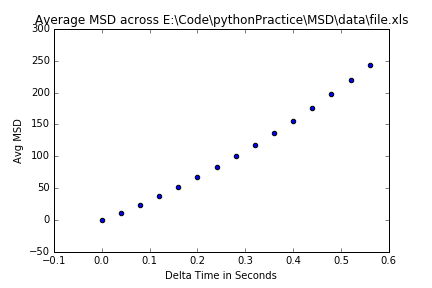 Average MSD across E:\Code\pythonPractice\MSD\data\file.xls
300
250
200
150
100
50
0
−50
Avg MSD
−0.1 0.0 0.1 0.2 0.3 0.4 0.5 0.6
Delta Time in Seconds